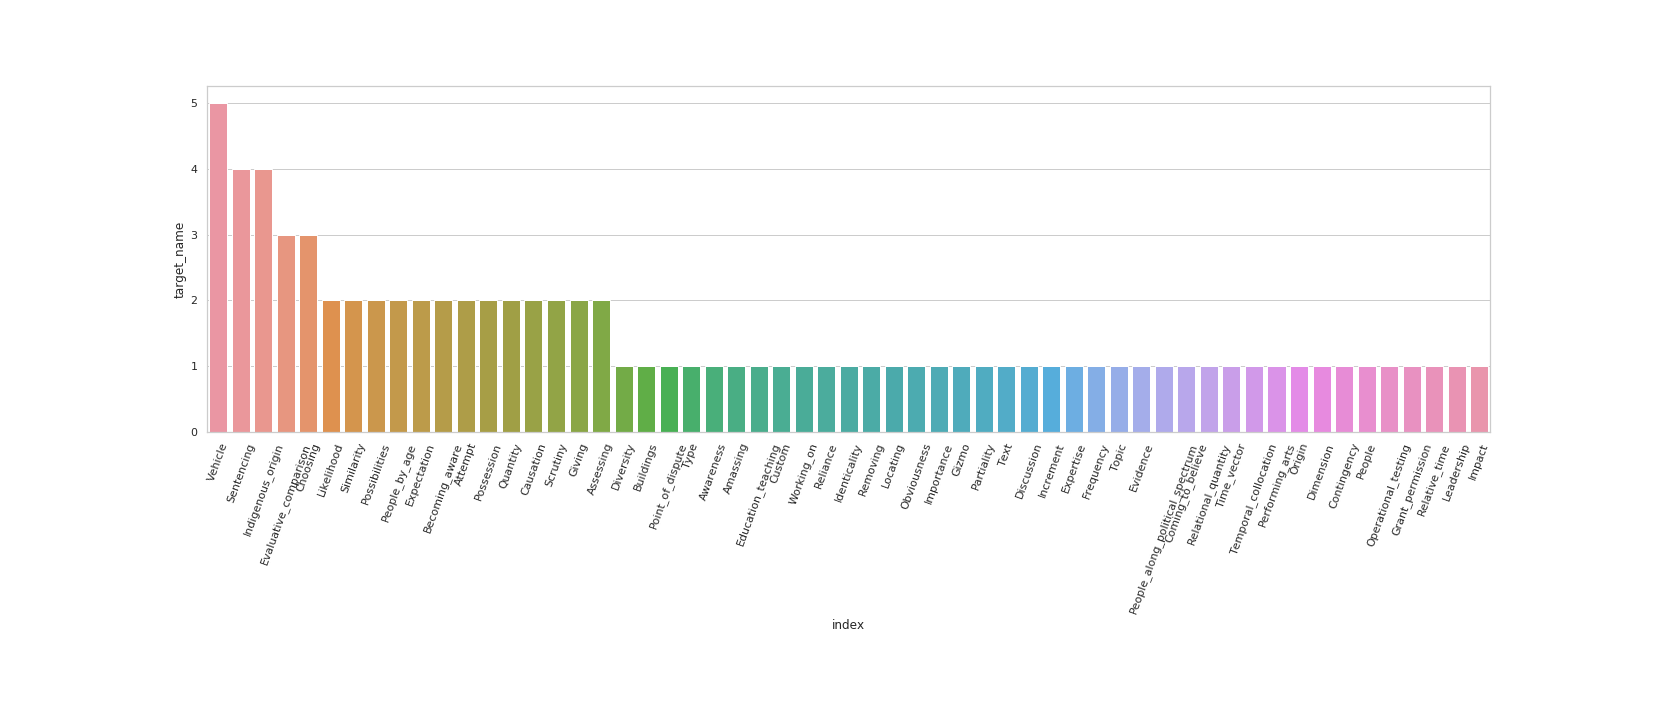 target_name
5
4
3
2
1
0
Vehicle
Sentencing
Indigenous_origin
Evaluative_comparison
Choosing
Likelihood
Similarity
Possibilities
People_by_age
Expectation
Becoming_aware
Attempt
Possession
Quantity
Causation
Scrutiny
Giving
Assessing
Diversity
Buildings
Point_of_dispute
Type
Awareness
Amassing
Education_teaching
Custom
Working_on
Reliance
Identicality
Removing
Locating
Obviousness
Importance
Gizmo
Partiality
Text
Discussion
Increment
Expertise
Frequency
Topic
Evidence
People_along_political_spectrum
Coming_to_believe
Relational_quantity
Time_vector
Temporal_collocation
Performing_arts
Origin
Dimension
Contingency
People
Operational_testing
Grant_permission
Relative_time
Leadership
Impact
index